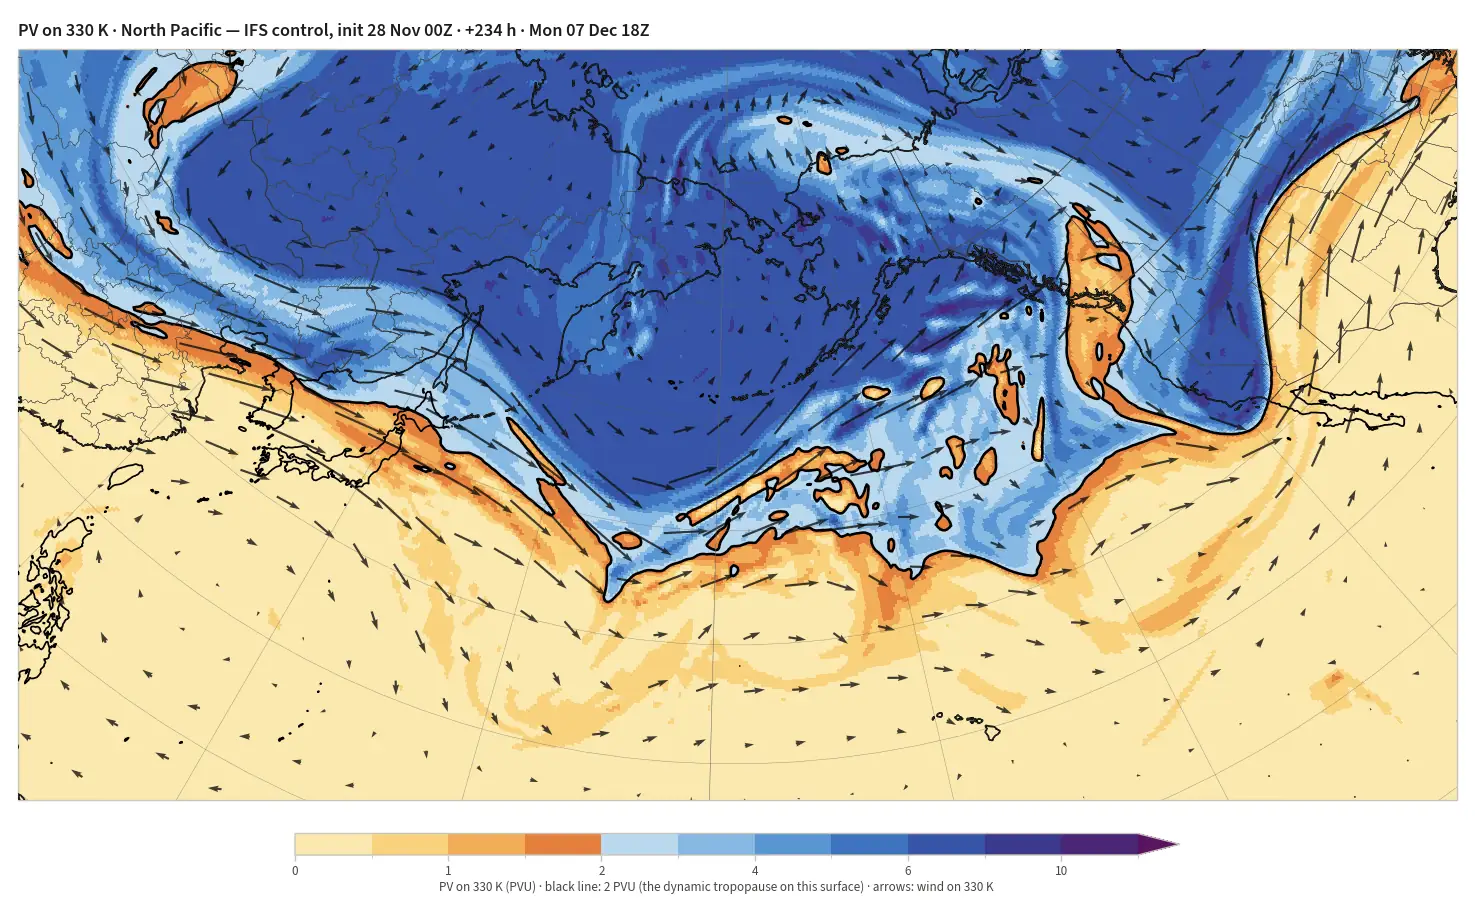 PV on 330 K · North Pacific — IFS control, init 28 Nov 00Z · +234 h · Mon 07 Dec 18Z
0 1 2 4 6 10
PV on 330 K (PVU) · black line: 2 PVU (the dynamic tropopause on this surface) · arrows: wind on 330 K